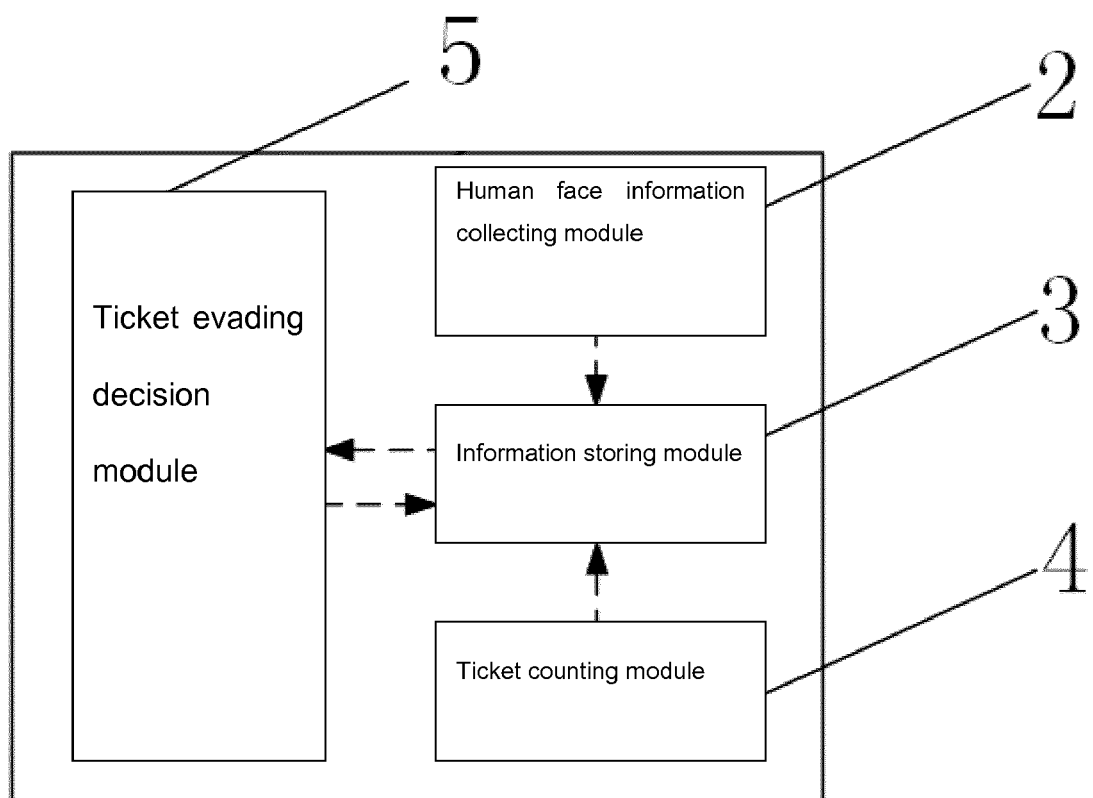 5
2
Human face information
collecting module
Ticket evading
decision
module
3
Information storing module
4
Ticket counting module